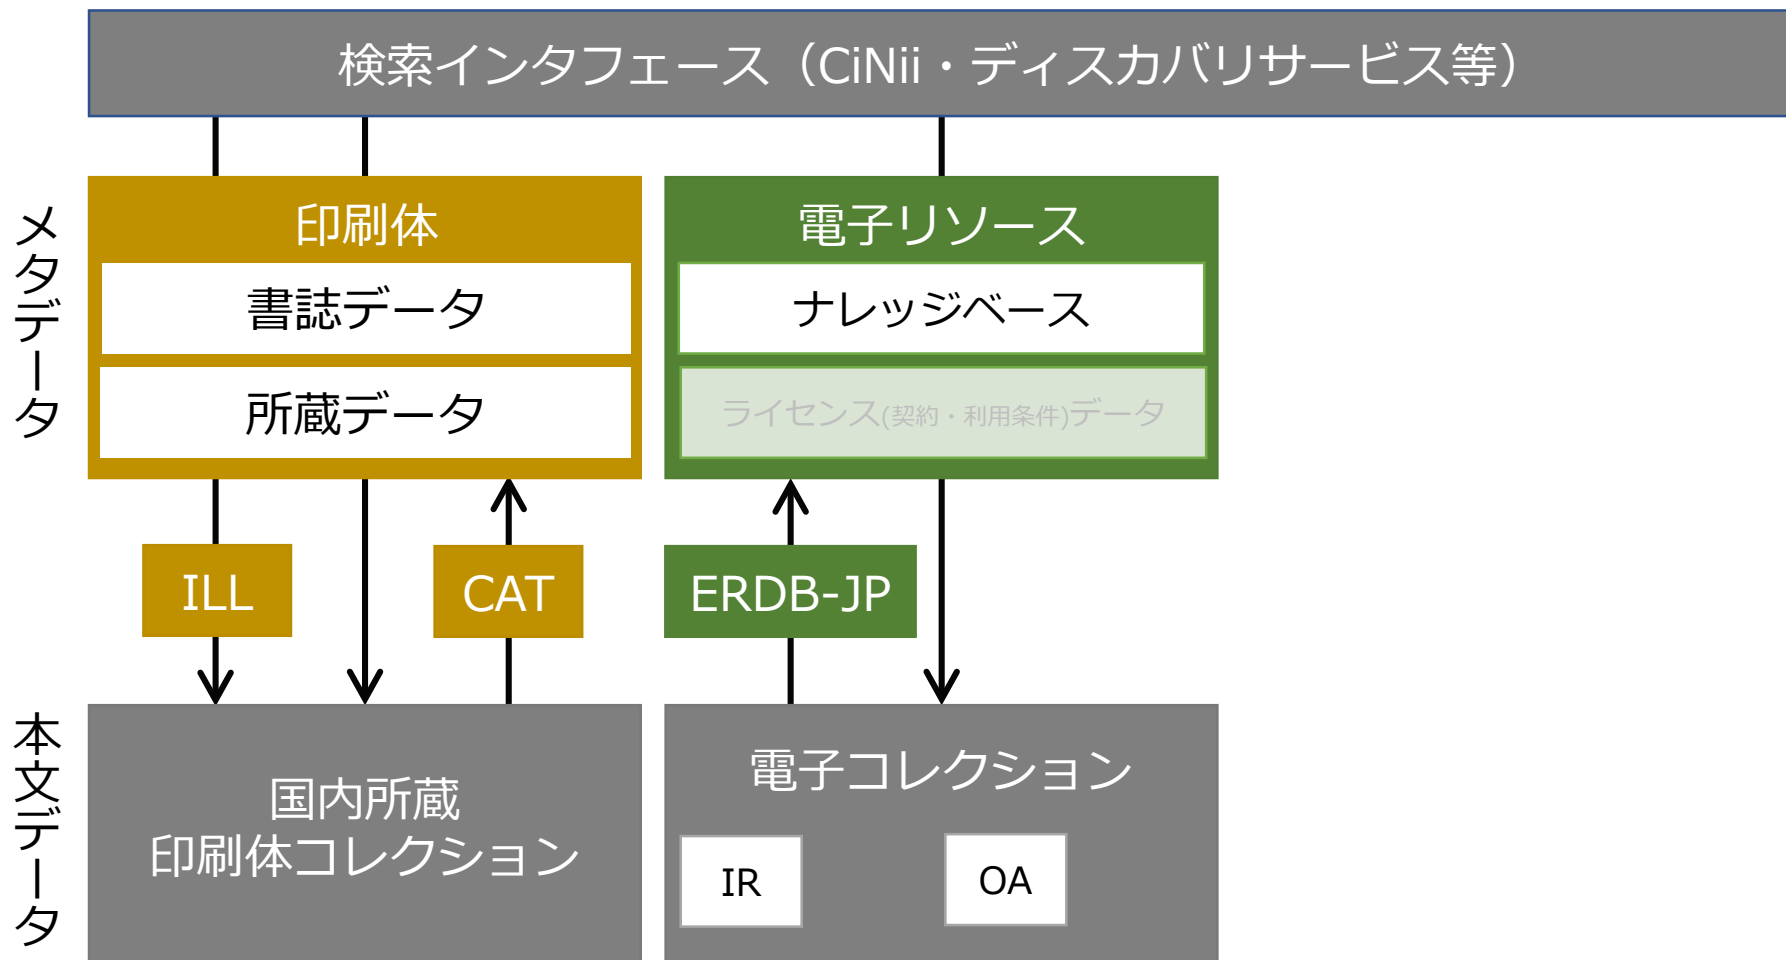 検索インタフェース（CiNii・ディスカバリサービス等）
メタデータ
印刷体
書誌データ
所蔵データ
電子リソース
ナレッジベース
ライセンス(契約・利用条件)データ
ILL
CAT
ERDB-JP
本文データ
国内所蔵
印刷体コレクション
電子コレクション
IR
OA